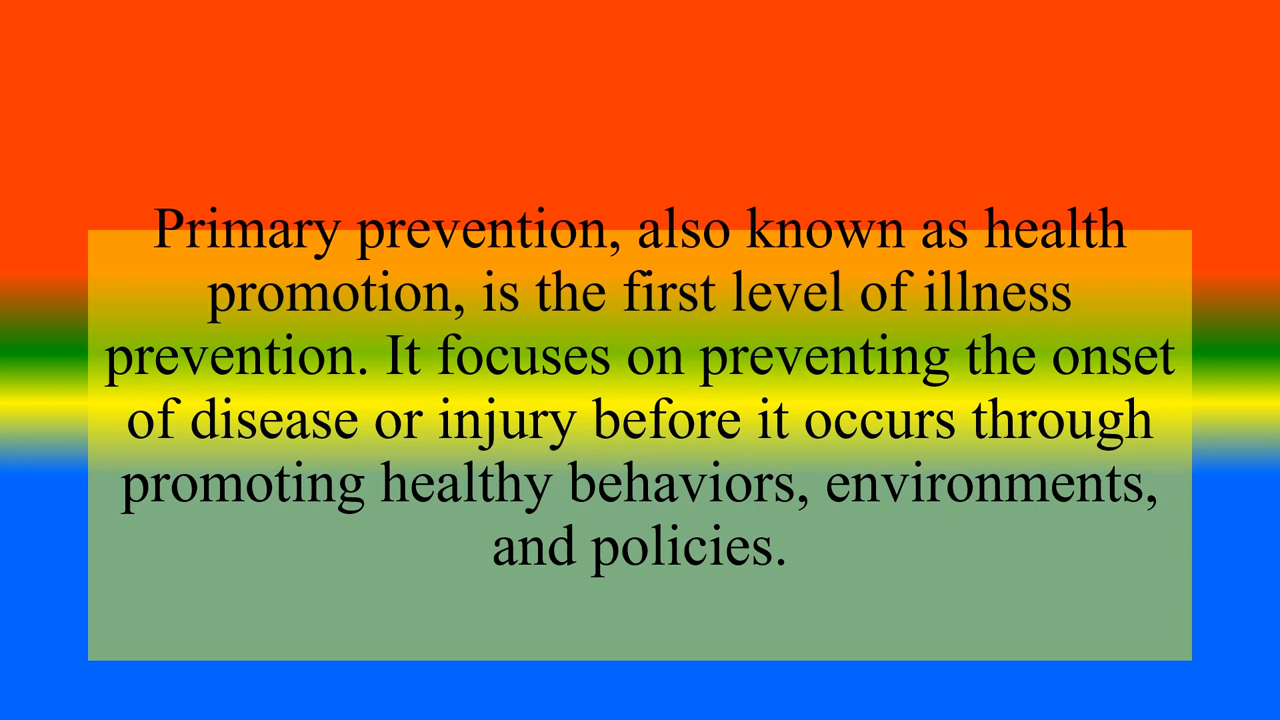 Primary prevention, also known as health
promotion, is the first level of illness
prevention. It focuses on preventing the onset
of disease or injury before it occurs through
promoting healthy behaviors, environments,
and policies.